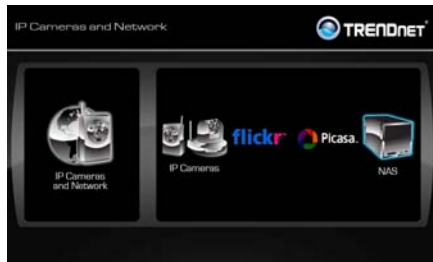 IP Cameras and Network
TRENDNET
IP Cameras
and Network
IP Cameras
flickr
Picasa.
NAS